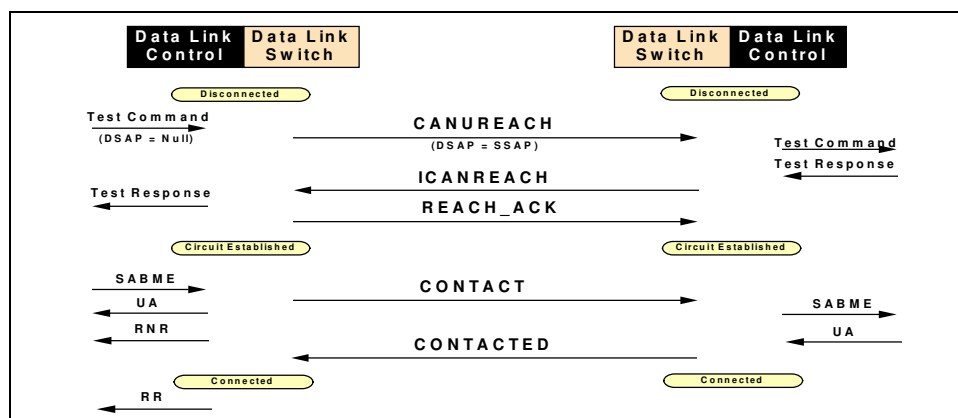 Data Link Control
Data Link Switch
Data Link Switch
Data Link Control
Disconnected
Disconnected
Test Command
(DSAP = Null)
CANUREACH
(DSAP = SSAP)
Test Command
Test Response
ICANREACH
Test Response
REACH_ACK
Circuit Established
Circuit Established
SABME
CONTACT
UA
SABME
RNR
UA
CONTACTED
Connected
Connected
RR